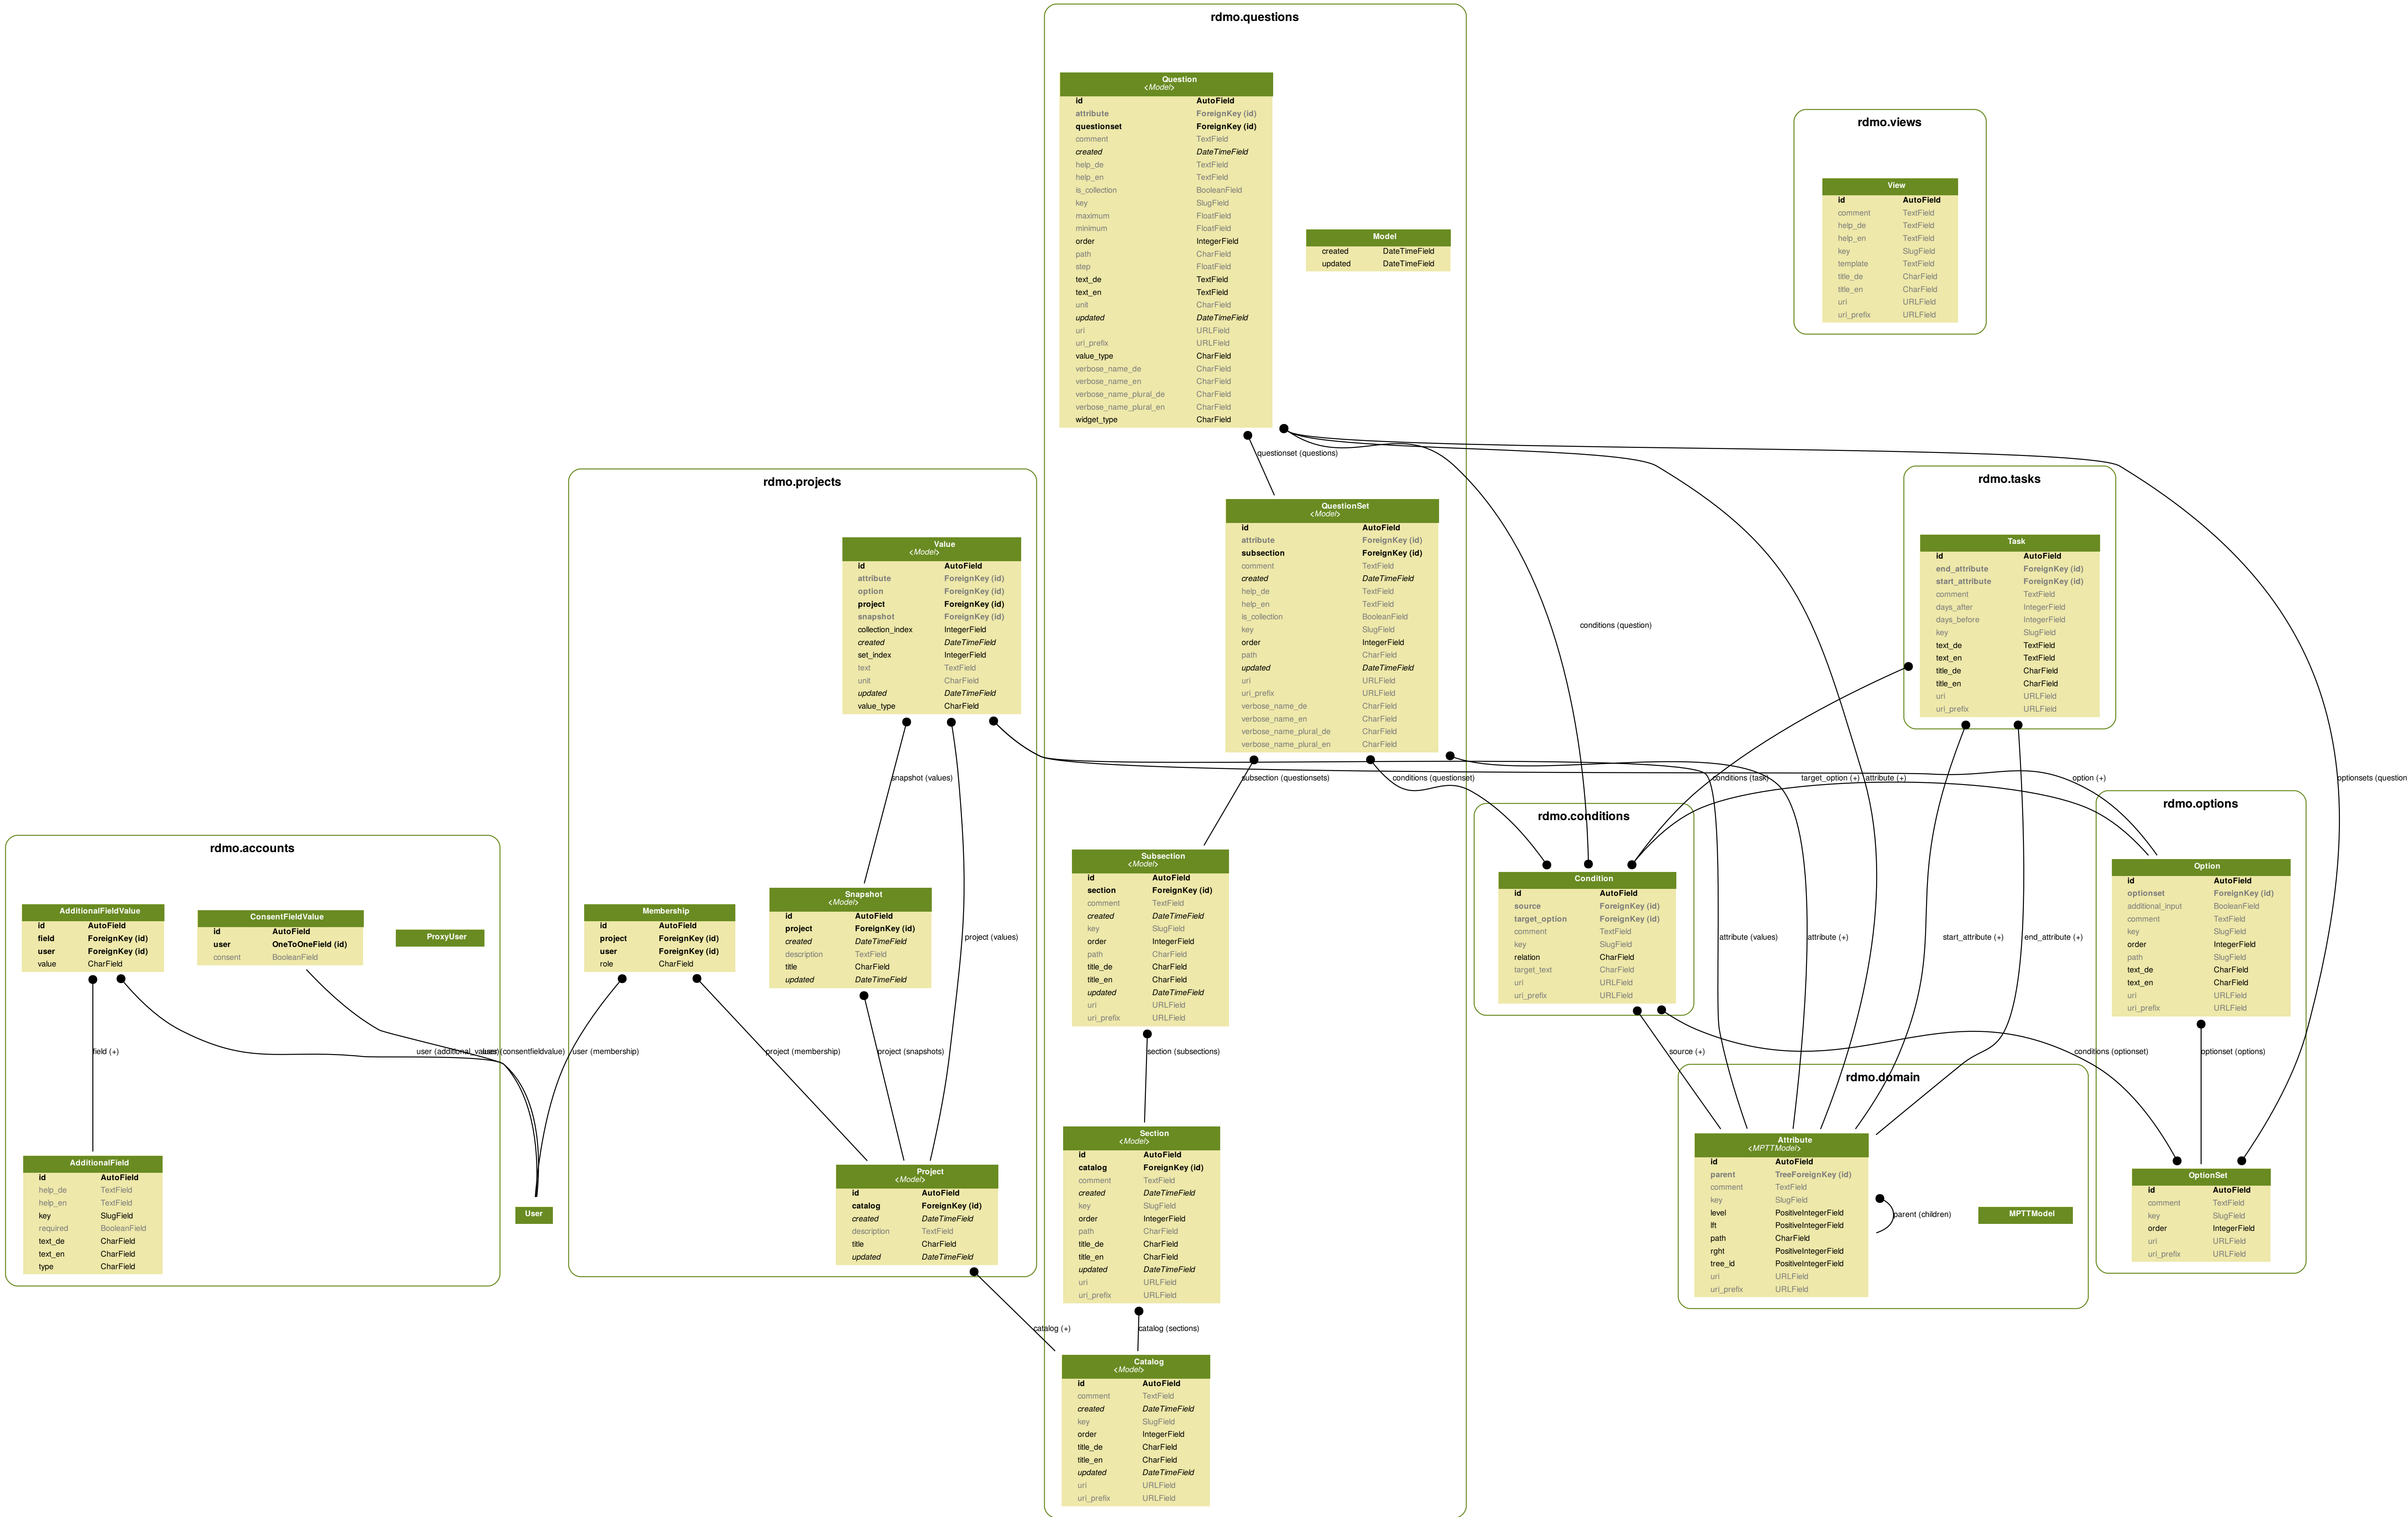 rdmo.questions
Question
<Model>
id AutoField
attribute ForeignKey (id)
questionset ForeignKey (id)
comment TextField
created DateTimeField
help_de TextField
help_en TextField
is_collection BooleanField
key SlugField
maximum FloatField
minimum FloatField
order IntegerField
path CharField
step FloatField
text_de TextField
text_en TextField
unit CharField
updated DateTimeField
uri URLField
uri_prefix URLField
value_type CharField
verbose_name_de CharField
verbose_name_en CharField
verbose_name_plural_de CharField
verbose_name_plural_en CharField
widget_type CharField
Model
created DateTimeField
updated DateTimeField
rdmo.views
View
id AutoField
comment TextField
help_de TextField
help_en TextField
key SlugField
template TextField
title_de CharField
title_en CharField
uri URLField
uri_prefix URLField
questionset (questions)
rdmo.projects
Value
<Model>
id AutoField
attribute ForeignKey (id)
option ForeignKey (id)
project ForeignKey (id)
snapshot ForeignKey (id)
collection_index IntegerField
created DateTimeField
set_index IntegerField
text TextField
unit CharField
updated DateTimeField
value_type CharField
QuestionSet
<Model>
id AutoField
attribute ForeignKey (id)
subsection ForeignKey (id)
comment TextField
created DateTimeField
help_de TextField
help_en TextField
is_collection BooleanField
key SlugField
order IntegerField
path CharField
updated DateTimeField
uri URLField
uri_prefix URLField
verbose_name_de CharField
verbose_name_en CharField
verbose_name_plural_de CharField
verbose_name_plural_en CharField
conditions (question)
rdmo.tasks
Task
id AutoField
end_attribute ForeignKey (id)
start_attribute ForeignKey (id)
comment TextField
days_after IntegerField
days_before IntegerField
key SlugField
text_de TextField
text_en TextField
title_de CharField
title_en CharField
uri URLField
uri_prefix URLField
snapshot (values)
subsection (questionsets)
conditions (questionset)
conditions (task)
target_option (+)
attribute (+)
option (+)
optionsets (question
rdmo.accounts
AdditionalFieldValue
id AutoField
field ForeignKey (id)
user ForeignKey (id)
value CharField
ConsentFieldValue
id AutoField
user OneToOneField (id)
consent BooleanField
ProxyUser
Membership
id AutoField
project ForeignKey (id)
user ForeignKey (id)
role CharField
Snapshot
<Model>
id AutoField
project ForeignKey (id)
created DateTimeField
description TextField
title CharField
updated DateTimeField
project (values)
Subsection
<Model>
id AutoField
section ForeignKey (id)
comment TextField
created DateTimeField
key SlugField
order IntegerField
path CharField
title_de CharField
title_en CharField
updated DateTimeField
uri URLField
uri_prefix URLField
rdmo.conditions
Condition
id AutoField
source ForeignKey (id)
target_option ForeignKey (id)
comment TextField
key SlugField
relation CharField
target_text CharField
uri URLField
uri_prefix URLField
attribute (values)
attribute (+)
start_attribute (+)
end_attribute (+)
rdmo.options
Option
id AutoField
optionset ForeignKey (id)
additional_input BooleanField
comment TextField
key SlugField
order IntegerField
path SlugField
text_de CharField
text_en CharField
uri URLField
uri_prefix URLField
field (+)
user (additional_values)
user (consentfieldvalue)
user (membership)
project (membership)
project (snapshots)
section (subsections)
source (+)
conditions (optionset)
optionset (options)
AdditionalField
id AutoField
help_de TextField
help_en TextField
key SlugField
required BooleanField
text_de CharField
text_en CharField
type CharField
User
Project
<Model>
id AutoField
catalog ForeignKey (id)
created DateTimeField
description TextField
title CharField
updated DateTimeField
Section
<Model>
id AutoField
catalog ForeignKey (id)
comment TextField
created DateTimeField
key SlugField
order IntegerField
path CharField
title_de CharField
title_en CharField
updated DateTimeField
uri URLField
uri_prefix URLField
rdmo.domain
Attribute
<MPTTModel>
id AutoField
parent TreeForeignKey (id)
comment TextField
key SlugField
level PositiveIntegerField
lft PositiveIntegerField
path CharField
rght PositiveIntegerField
tree_id PositiveIntegerField
uri URLField
uri_prefix URLField
parent (children)
MPTTModel
OptionSet
id AutoField
comment TextField
key SlugField
order IntegerField
uri URLField
uri_prefix URLField
catalog (+)
catalog (sections)
Catalog
<Model>
id AutoField
comment TextField
created DateTimeField
key SlugField
order IntegerField
title_de CharField
title_en CharField
updated DateTimeField
uri URLField
uri_prefix URLField